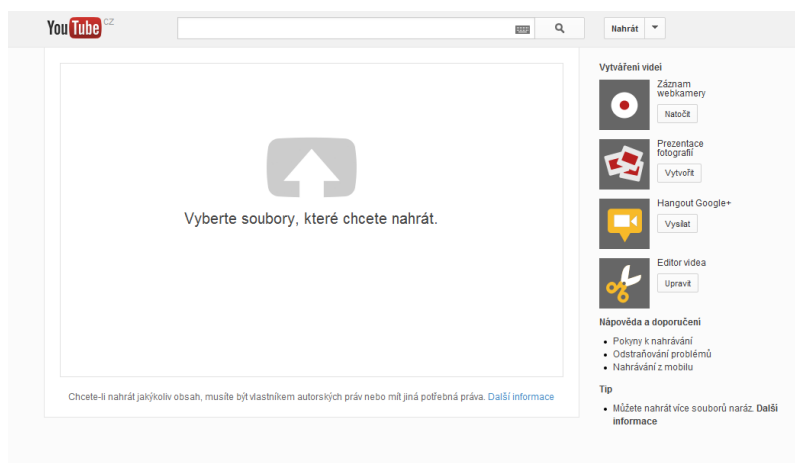 YouTube CZ
Nahrát
Vyberte soubory, které chcete nahrát.
Chcete-li nahrát jakýkoliv obsah, musíte být vlastníkem autorských práv nebo mít jiná potřebná práva. Další informace
Vytváření videí
Záznam
webkamery
Natočit
Prezentace
fotografií
Vytvořit
Hangout Google+
Vysílat
Editor videa
Upravit
Nápověda a doporučení
Pokyny k nahrávání
Odstraňování problémů
Nahrávání z mobilu
Tip
Můžete nahrát více souborů naráz. Další
informace